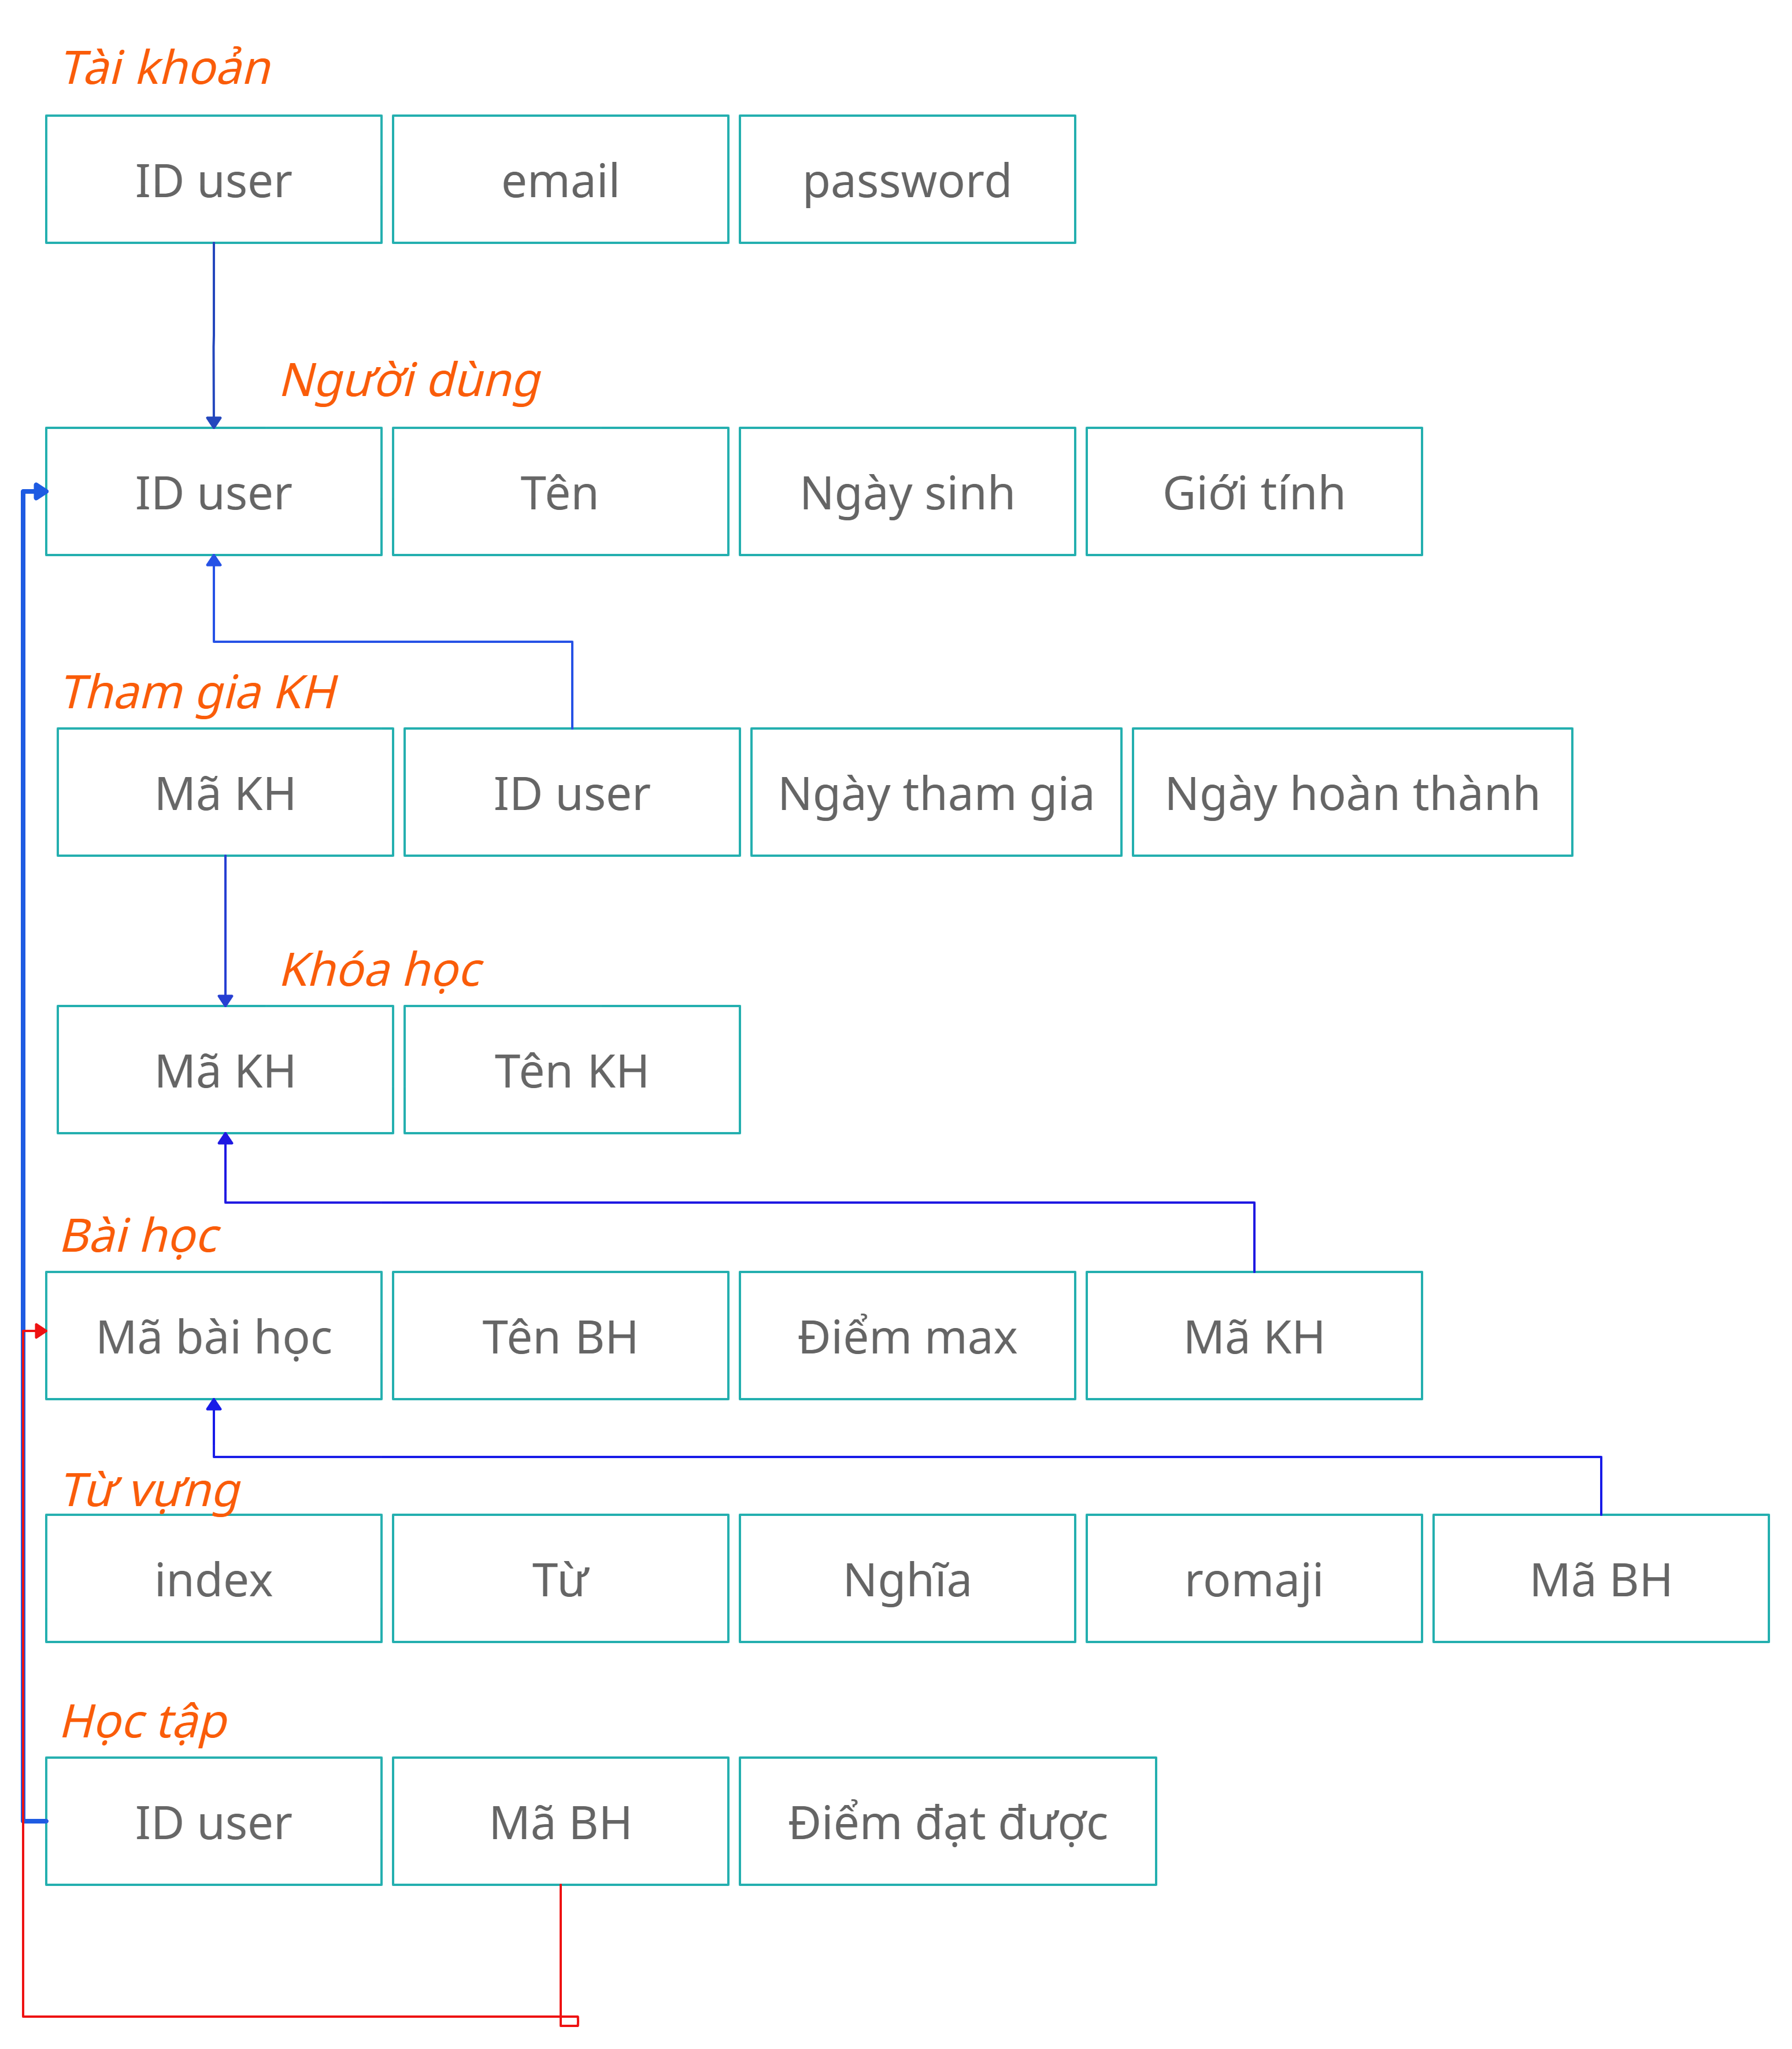 Tài khoản
ID user email password
Người dùng
ID user Tên Ngày sinh Giới tính
Tham gia KH
Mã KH ID user Ngày tham gia Ngày hoàn thành
Khóa học
Mã KH Tên KH
Bài học
Mã bài học Tên BH Điểm max Mã KH
Từ vựng
index Từ Nghĩa romaji Mã BH
Học tập
ID user Mã BH Điểm đạt được